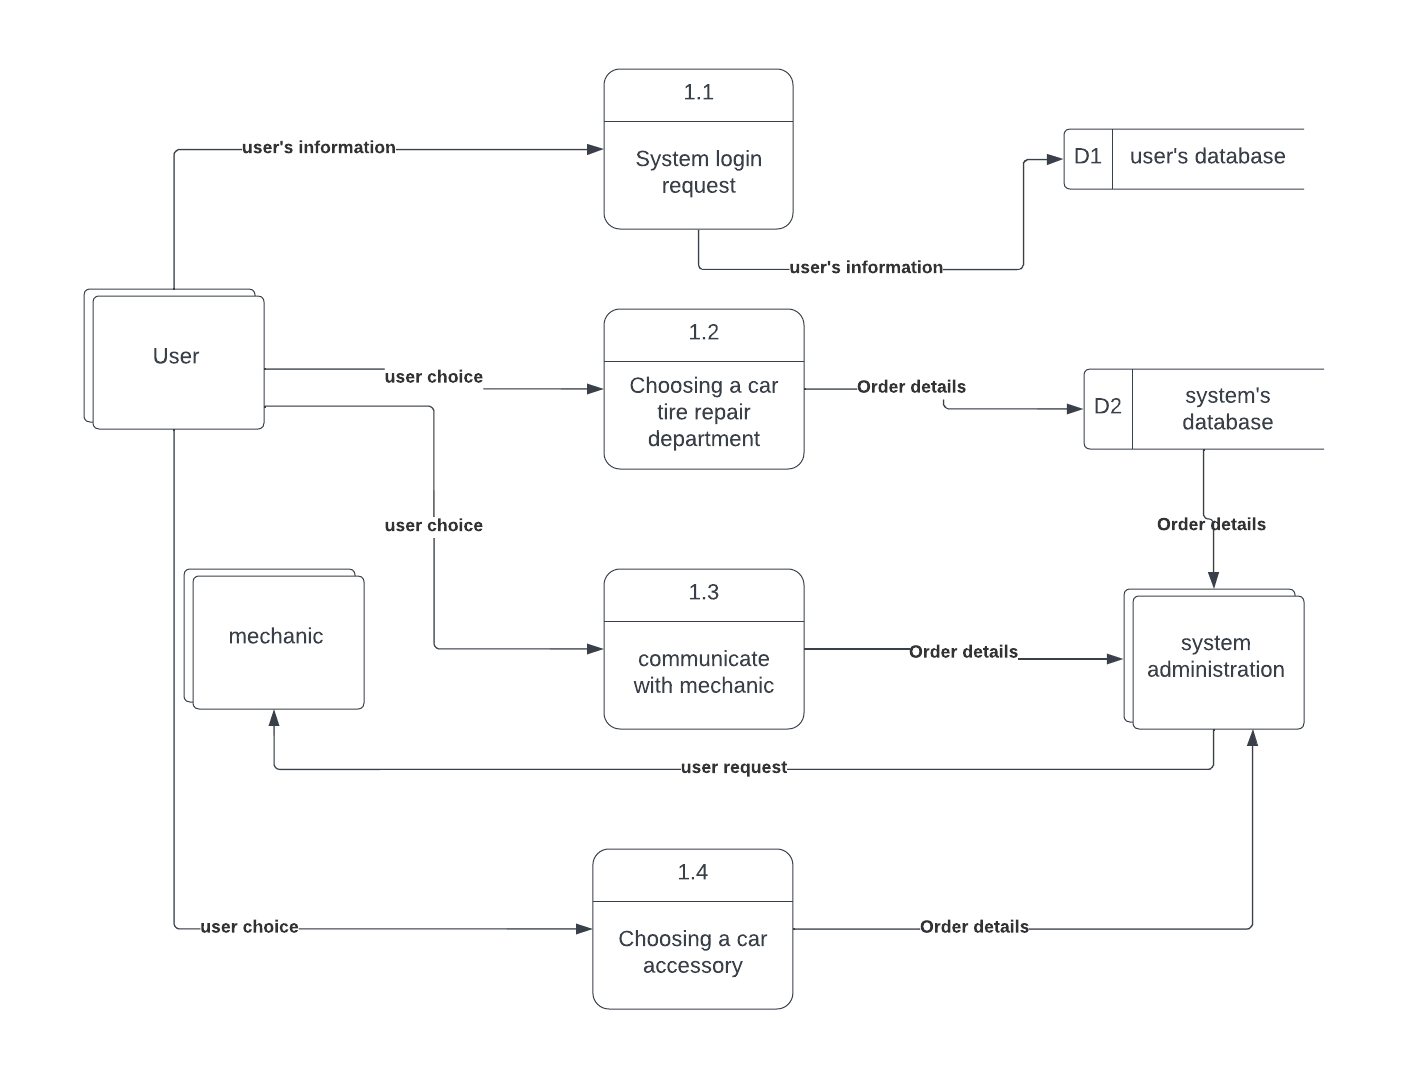 1.1
System login
request
user's information
D1
user's database
user's information
User
1.2
Choosing a car
tire repair
department
user choice
Order details
D2
system's
database
user choice
Order details
mechanic
1.3
communicate
with mechanic
Order details
system
administration
user request
1.4
Choosing a car
accessory
user choice
Order details